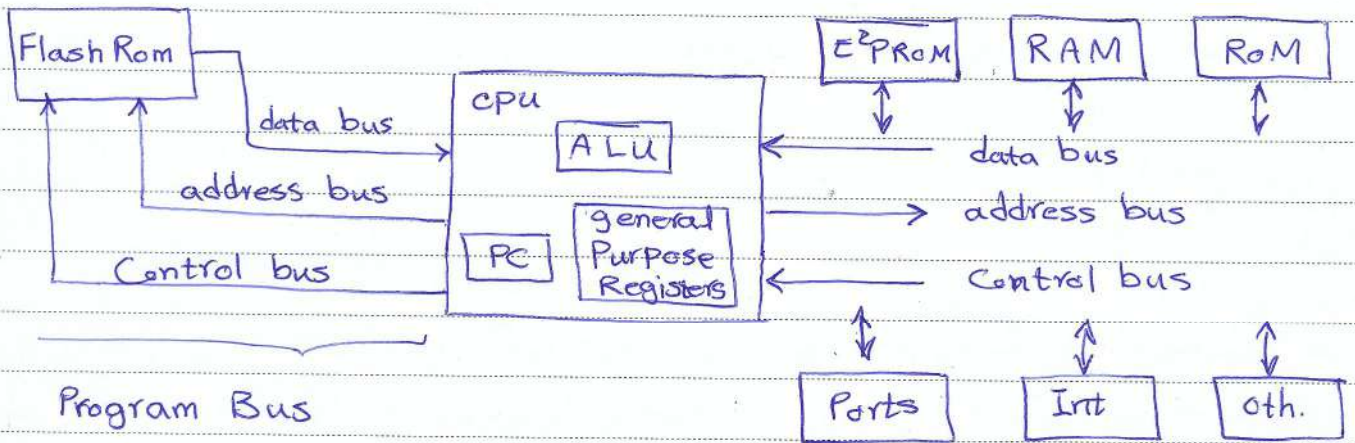 Flash Rom
E²PROM
RAM
ROM
CPU
data bus
ALU
data bus
address bus
address bus
general
Purpose
Registers
PC
Control bus
Control bus
Program Bus
Ports
Int
oth.